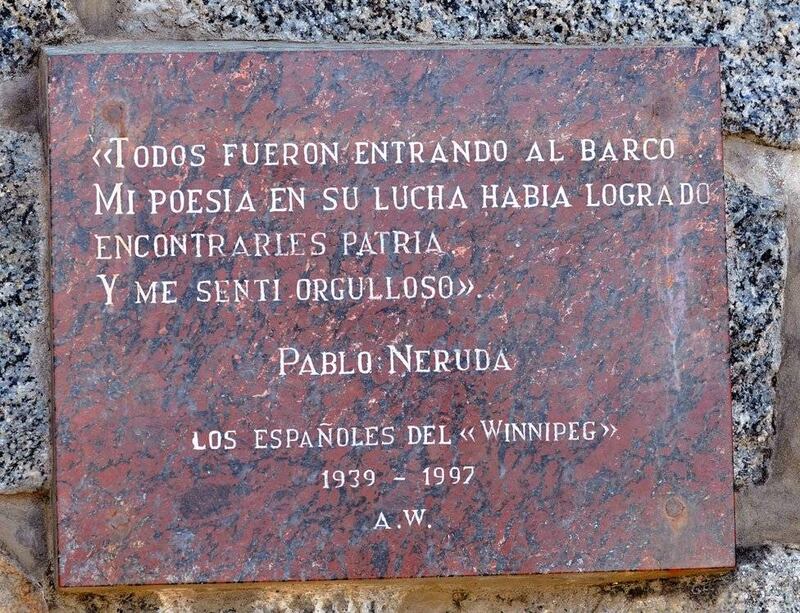 «TODOS FUERON ENTRANDO AL BARCO
MI POESIA EN SU LUCHA HABIA LOGRADO
ENCONTRARLES PATRIA
Y ME SENTI ORGULLOSO».
PABLO NERUDA
LOS ESPAÑOLES DEL «WINNIPEG»
1939 - 1997
A.W.